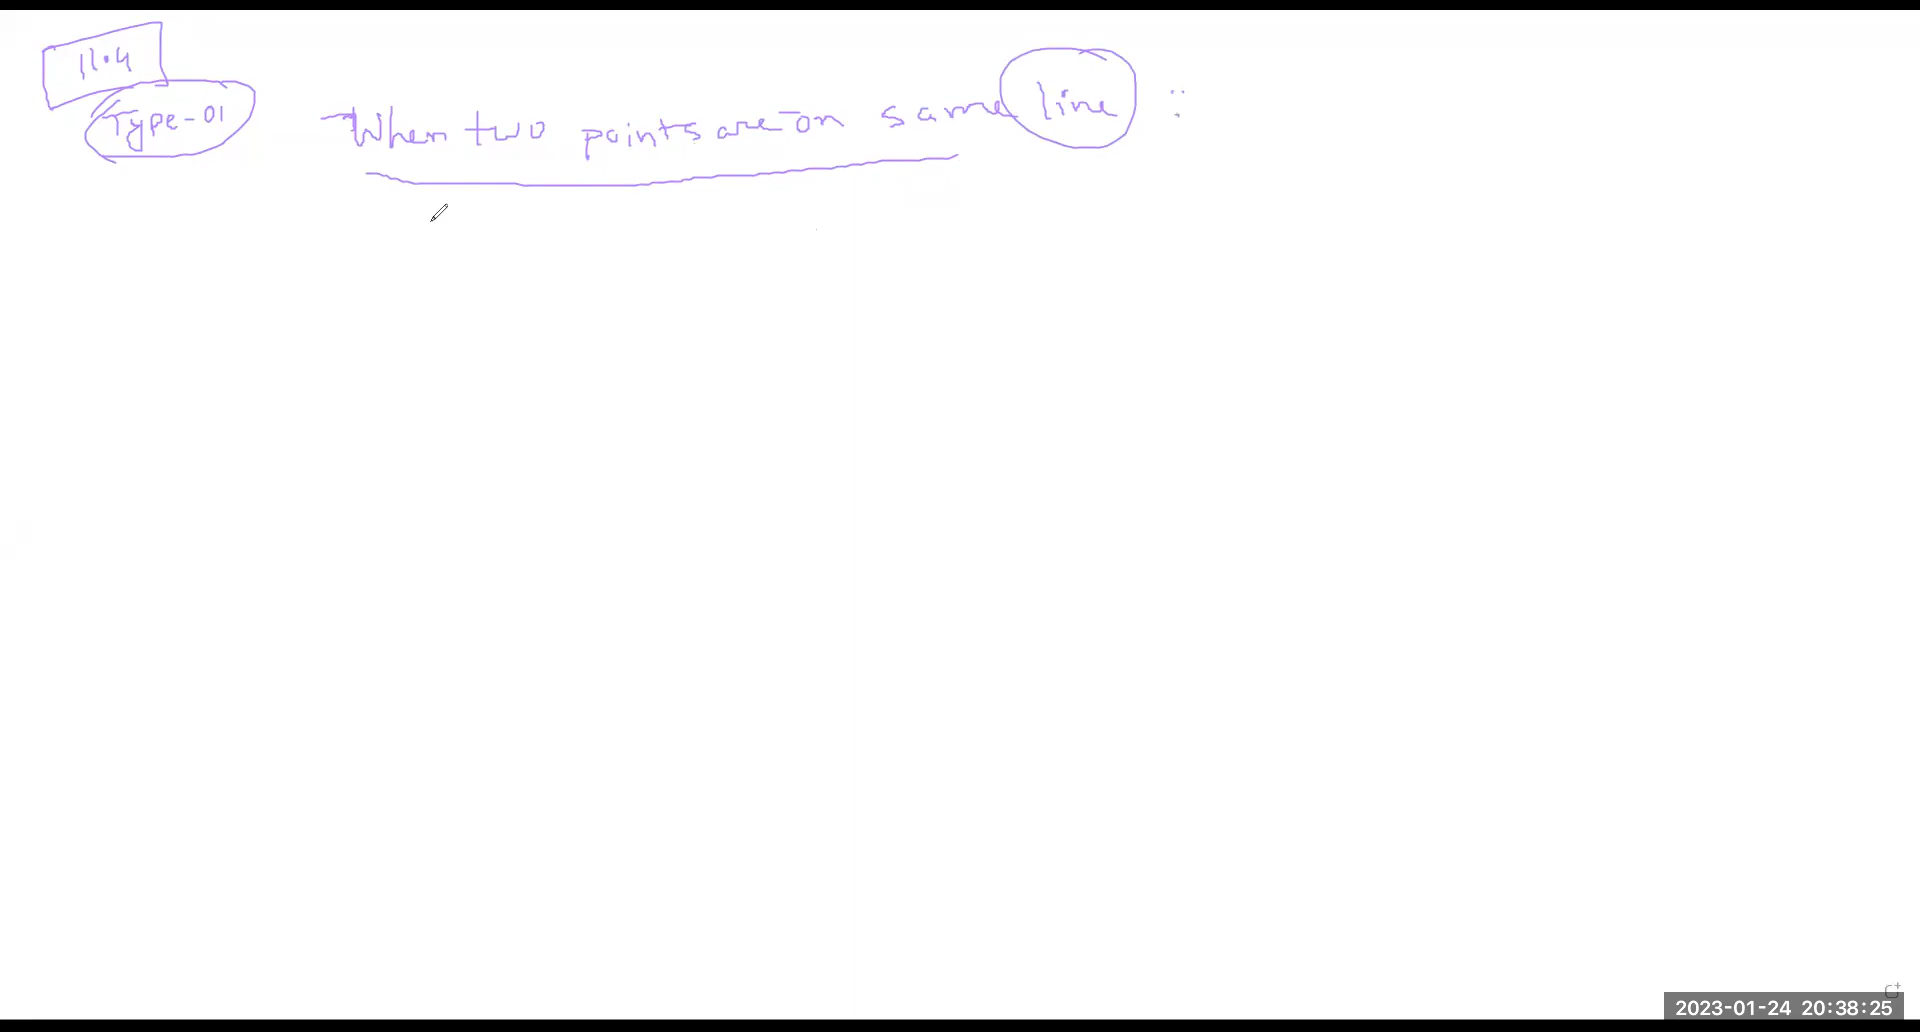 11.4
Type-01
When two points are on same line :
2023-01-24 20:38:25